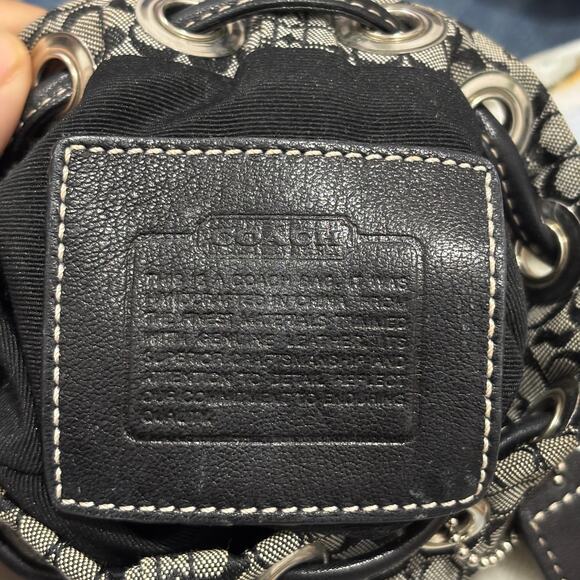 COACH
THIS IS A COACH BAG. IT WAS
HANDCRAFTED IN CHINA FROM
THE FINEST MATERIALS TRIMMED
WITH GENUINE LEATHER. ITS
SUPERIOR CRAFTSMANSHIP AND
ATTENTION TO DETAIL REFLECT
OUR COMMITMENT TO ENDURING
QUALITY.